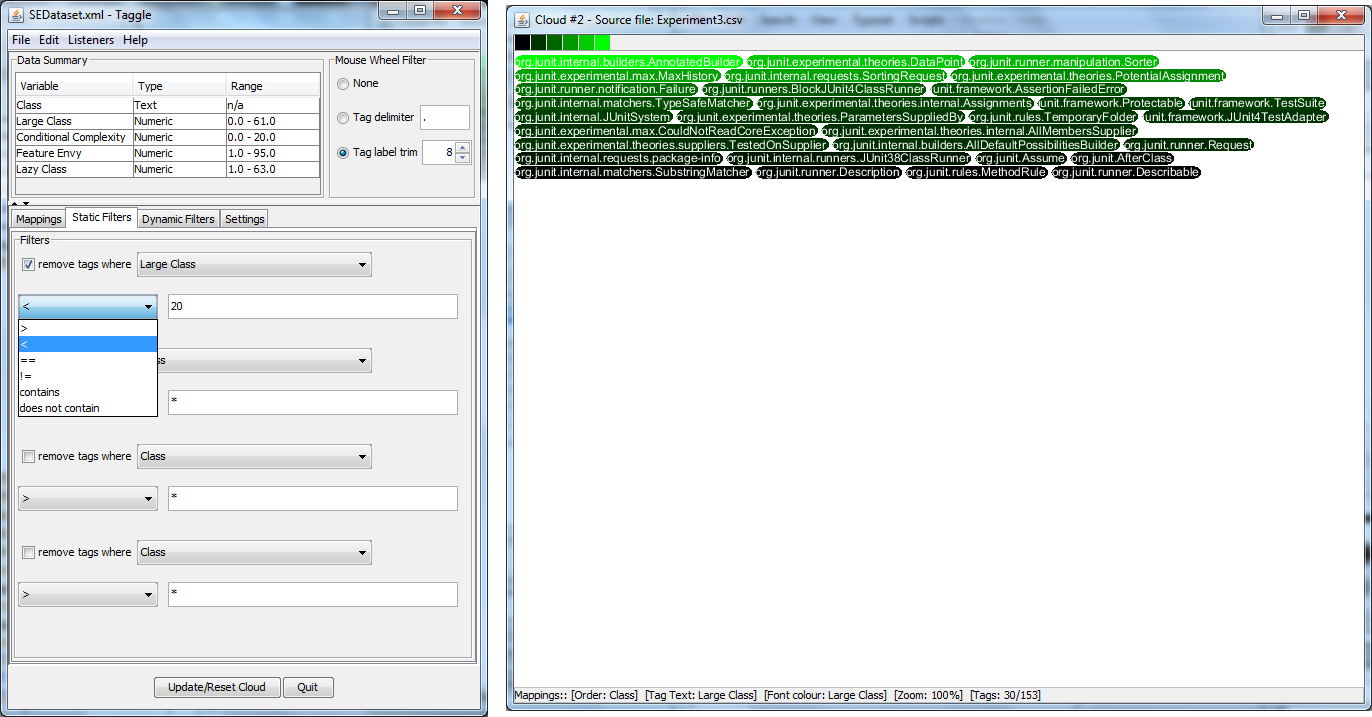 SEDataset.xml - Taggle
File Edit Listeners Help
Data Summary
Variable Type Range
Class Text n/a
Large Class Numeric 0.0 - 61.0
Conditional Complexity Numeric 0.0 - 20.0
Feature Envy Numeric 1.0 - 95.0
Lazy Class Numeric 1.0 - 63.0
Mouse Wheel Filter
None
Tag delimiter .
Tag label trim 8
Mappings Static Filters Dynamic Filters Settings
Filters
remove tags where Large Class
< 20
>
<
==
!=
contains
does not contain
ss
*
remove tags where Class
> *
remove tags where Class
> *
Update/Reset Cloud Quit
Cloud #2 - Source file: Experiment3.csv
org.junit.internal.builders.AnnotatedBuilder org.junit.experimental.theories.DataPoint org.junit.runner.manipulation.Sorter
org.junit.experimental.max.MaxHistory org.junit.internal.requests.SortingRequest org.junit.experimental.theories.PotentialAssignment
org.junit.runner.notification.Failure org.junit.runners.BlockJUnit4ClassRunner unit.framework.AssertionFailedError
org.junit.internal.matchers.TypeSafeMatcher org.junit.experimental.theories.internal.Assignments unit.framework.Protectable unit.framework.TestSuite
org.junit.internal.JUnitSystem org.junit.experimental.theories.ParametersSuppliedBy org.junit.rules.TemporaryFolder unit.framework.JUnit4TestAdapter
org.junit.experimental.max.CouldNotReadCoreException org.junit.experimental.theories.internal.AllMembersSupplier
org.junit.experimental.theories.suppliers.TestedOnSupplier org.junit.internal.builders.AllDefaultPossibilitiesBuilder org.junit.runner.Request
org.junit.internal.requests.package-info org.junit.internal.runners.JUnit38ClassRunner org.junit.Assume org.junit.AfterClass
org.junit.internal.matchers.SubstringMatcher org.junit.runner.Description org.junit.rules.MethodRule org.junit.runner.Describable
Mappings:: [Order: Class] [Tag Text: Large Class] [Font colour: Large Class] [Zoom: 100%] [Tags: 30/153]